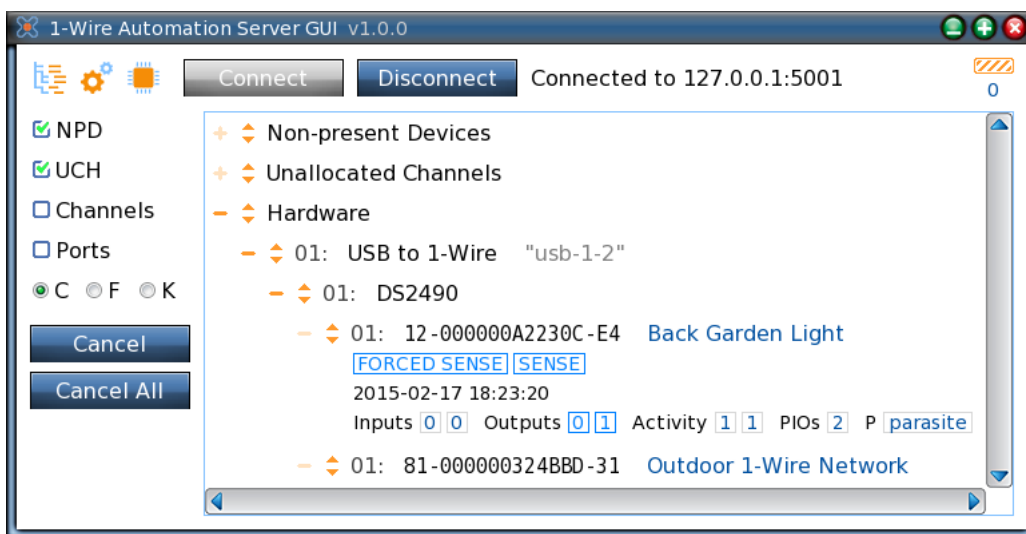 1-Wire Automation Server GUI v1.0.0
Connect Disconnect Connected to 127.0.0.1:5001 0
NPD
UCH
Channels
Ports
C F K
Cancel
Cancel All
Non-present Devices
Unallocated Channels
Hardware
01: USB to 1-Wire "usb-1-2"
01: DS2490
01: 12-000000A2230C-E4 Back Garden Light
FORCED SENSE SENSE
2015-02-17 18:23:20
Inputs 0 0 Outputs 0 1 Activity 1 1 PIOs 2 P parasite
01: 81-000000324BBD-31 Outdoor 1-Wire Network